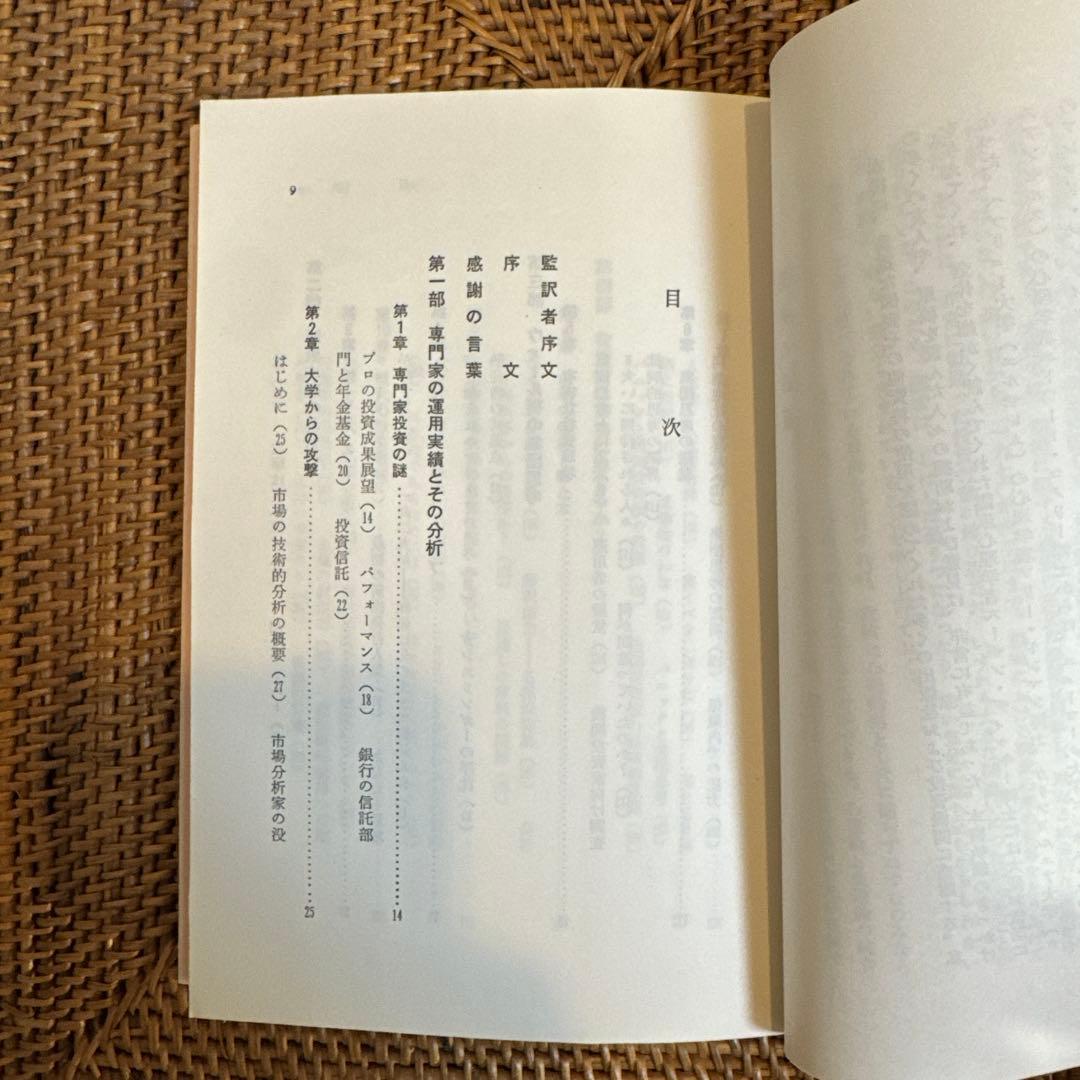 目次
監訳者序文
序文
感謝の言葉
第一部 専門家の運用実績とその分析
第1章 専門家投資の謎……14
プロの投資成果展望(14) パフォーマンス(18) 銀行の信託部
門と年金基金(20) 投資信託(22)
第2章 大学からの攻撃……25
はじめに(25) 市場の技術的分析の概要(27) 市場分析家の没
9